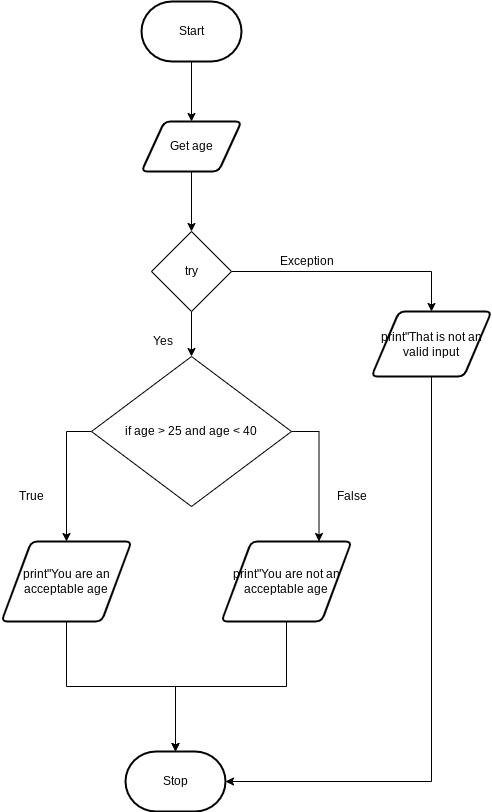 Start
Get age
try
Exception
print"That is not an
valid input
Yes
if age > 25 and age < 40
True
False
print"You are an
acceptable age
print"You are not an
acceptable age
Stop